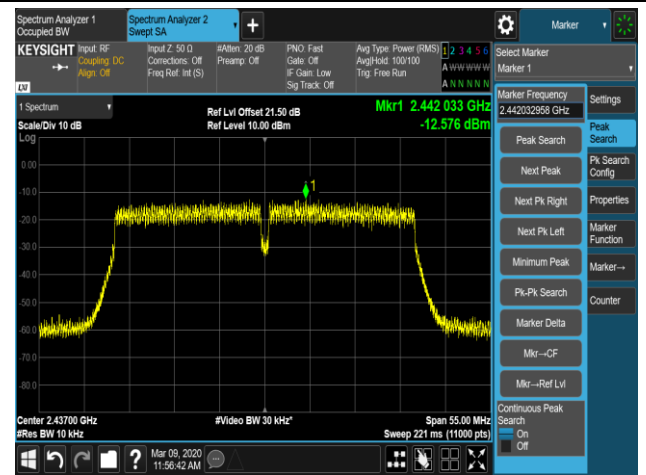 Spectrum Analyzer 1
Occupied BW
Spectrum Analyzer 2
Swept SA
Marker
KEYSIGHT
LXI
Input: RF
Coupling: DC
Align: Off
Input Z: 50 Ω
Corrections: Off
Freq Ref: Int (S)
#Atten: 20 dB
Preamp: Off
PNO: Fast
Gate: Off
IF Gain: Low
Sig Track: Off
Avg Type: Power (RMS)
Avg|Hold: 100/100
Trig: Free Run
1 2 3 4 5 6
A W W W W W
A N N N N N
Select Marker
Marker 1
1 Spectrum
Scale/Div 10 dB
Log
Ref Lvl Offset 21.50 dB
Ref Level 10.00 dBm
Mkr1 2.442 033 GHz
-12.576 dBm
0.00
-10.0
-20.0
-30.0
-40.0
-50.0
-60.0
-70.0
-80.0
1
Center 2.43700 GHz
#Res BW 10 kHz
#Video BW 30 kHz*
Span 55.00 MHz
Sweep 221 ms (11000 pts)
Marker Frequency
2.442032958 GHz
Peak Search
Next Peak
Next Pk Right
Next Pk Left
Minimum Peak
Pk-Pk Search
Marker Delta
Mkr→CF
Mkr→Ref Lvl
Continuous Peak
Search
On
Off
Settings
Peak
Search
Pk Search
Config
Properties
Marker
Function
Marker→
Counter
?
Mar 09, 2020
11:56:42 AM